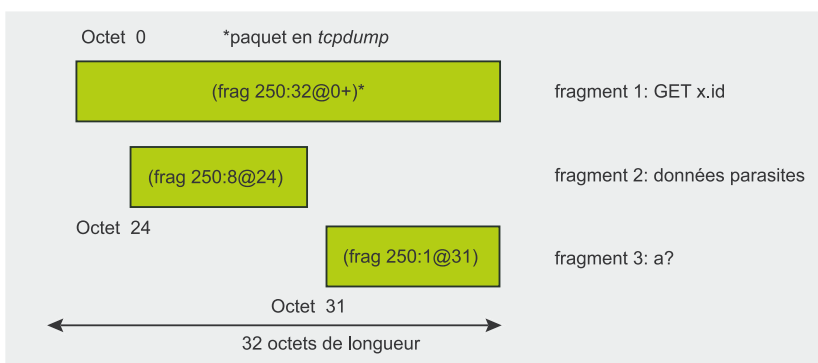 Octet 0 *paquet en tcpdump
(frag 250:32@0+)* fragment 1: GET x.id
(frag 250:8@24) fragment 2: données parasites
Octet 24
(frag 250:1@31) fragment 3: a?
Octet 31
32 octets de longueur